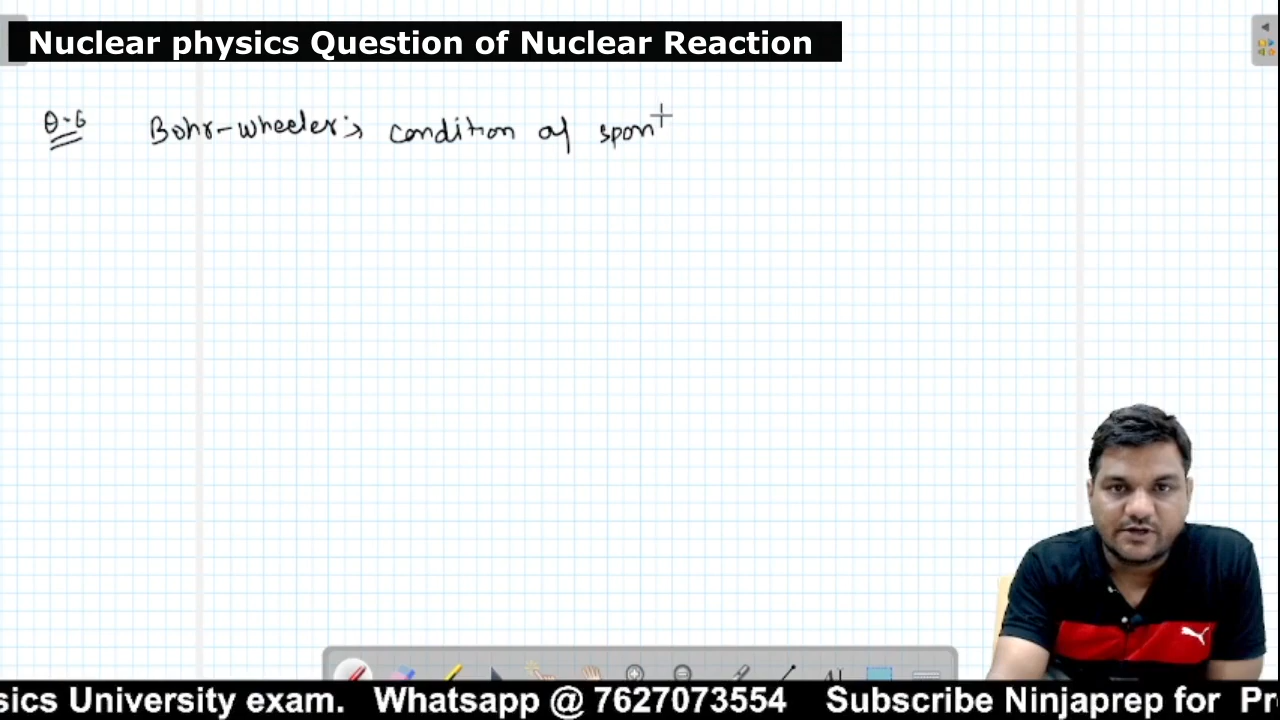 Nuclear physics Question of Nuclear Reaction
Q.6 Bohr-wheeler's condition of spont
sics University exam. Whatsapp @ 7627073554 Subscribe Ninjaprep for Pr